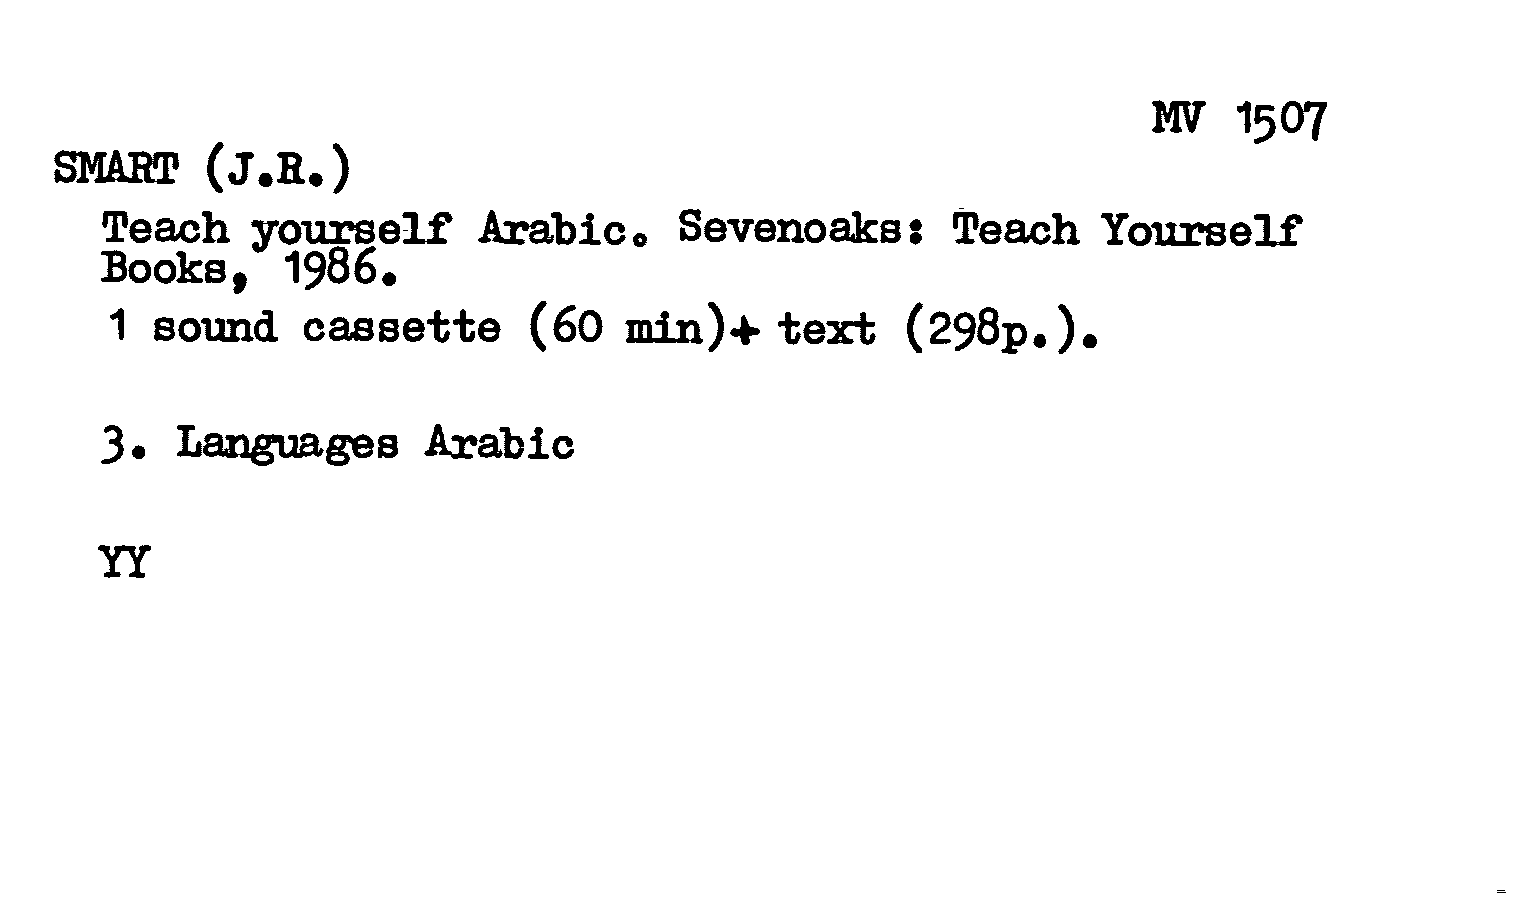 MV 1507
SMART (J.R.)
Teach yourself Arabic. Sevenoaks: Teach Yourself
Books, 1986.
1 sound cassette (60 min)+ text (298p.).
3. Languages Arabic
YY